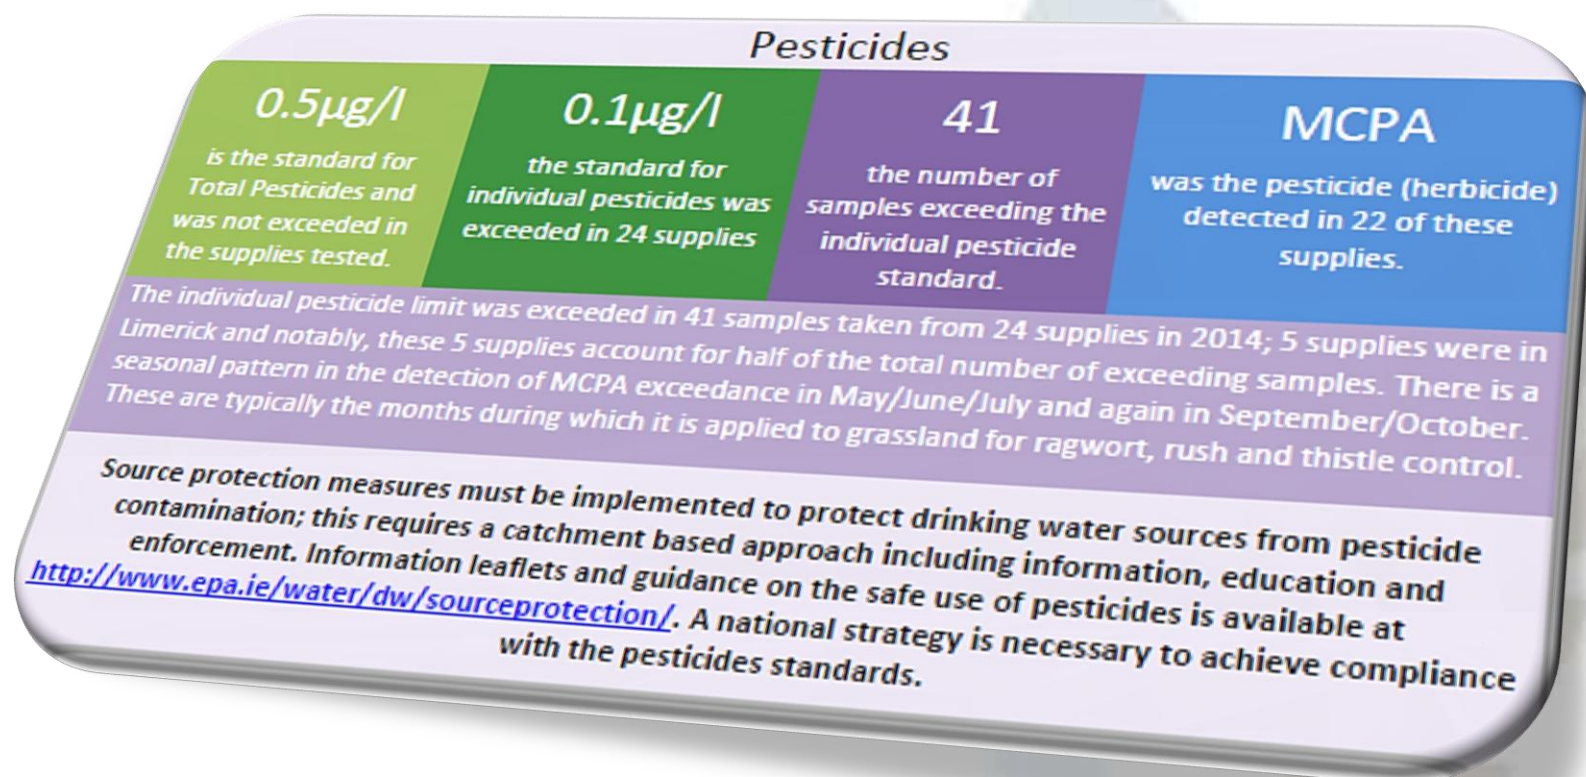 Pesticides
0.5µg/l
is the standard for
Total Pesticides and
was not exceeded in
the supplies tested.
0.1µg/l
the standard for
individual pesticides was
exceeded in 24 supplies
41
the number of
samples exceeding the
individual pesticide
standard.
MCPA
was the pesticide (herbicide)
detected in 22 of these
supplies.
The individual pesticide limit was exceeded in 41 samples taken from 24 supplies in 2014; 5 supplies were in
Limerick and notably, these 5 supplies account for half of the total number of exceeding samples. There is a
seasonal pattern in the detection of MCPA exceedance in May/June/July and again in September/October.
These are typically the months during which it is applied to grassland for ragwort, rush and thistle control.
Source protection measures must be implemented to protect drinking water sources from pesticide
contamination; this requires a catchment based approach including information, education and
enforcement. Information leaflets and guidance on the safe use of pesticides is available at
http://www.epa.ie/water/dw/sourceprotection/. A national strategy is necessary to achieve compliance
with the pesticides standards.